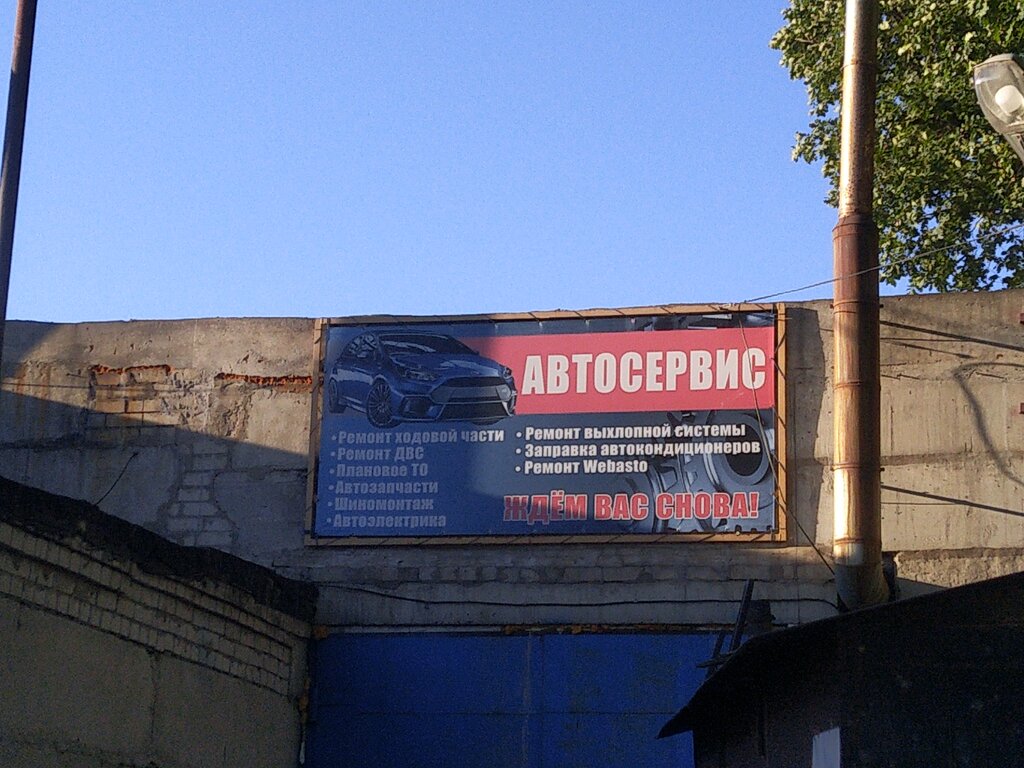 АВТОСЕРВИС
• Ремонт ходовой части
• Ремонт ДВС
• Плановое ТО
• Автозапчасти
• Шиномонтаж
• Автоэлектрика
• Ремонт выхлопной системы
• Заправка автокондиционеров
• Ремонт Webasto
ЖДЁМ ВАС СНОВА!